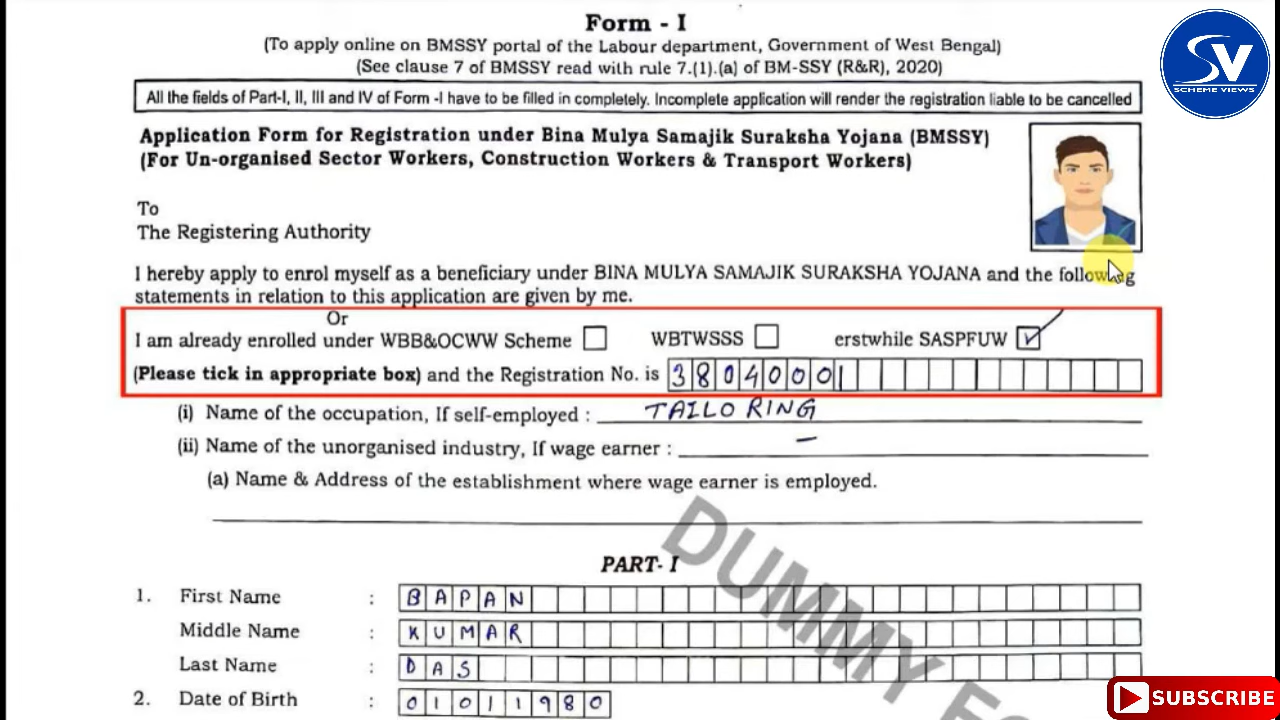 Form - I
(To apply online on BMSSY portal of the Labour department, Government of West Bengal)
(See clause 7 of BMSSY read with rule 7.(1).(a) of BM-SSY (R&R), 2020)
All the fields of Part-I, II, III and IV of Form -I have to be filled in completely. Incomplete application will render the registration liable to be cancelled
Application Form for Registration under Bina Mulya Samajik Suraksha Yojana (BMSSY)
(For Un-organised Sector Workers, Construction Workers & Transport Workers)
SV
SCHEME VIEWS
To
The Registering Authority
I hereby apply to enrol myself as a beneficiary under BINA MULYA SAMAJIK SURAKSHA YOJANA and the following
statements in relation to this application are given by me.
Or
I am already enrolled under WBB&OCWW Scheme WBTWSSS erstwhile SASPFUW
(Please tick in appropriate box) and the Registration No. is 38040001
(i) Name of the occupation, If self-employed : TAILORING
(ii) Name of the unorganised industry, If wage earner : –
(a) Name & Address of the establishment where wage earner is employed.
PART- I
1. First Name : BAPAN
Middle Name : KUMAR
Last Name : DAS
2. Date of Birth : 01011980
DUMMY
SUBSCRIBE